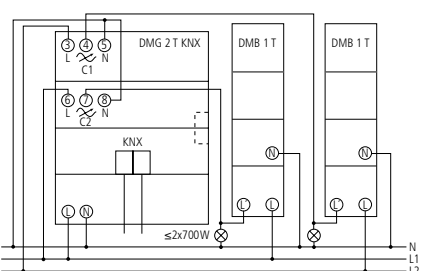 3 4 5 DMG 2 T KNX DMB 1 T DMB 1 T
L N
C1
6 7 8
L N
C2
KNX
N N
L N L' L L' L
≤2x700W
N
L1
L2